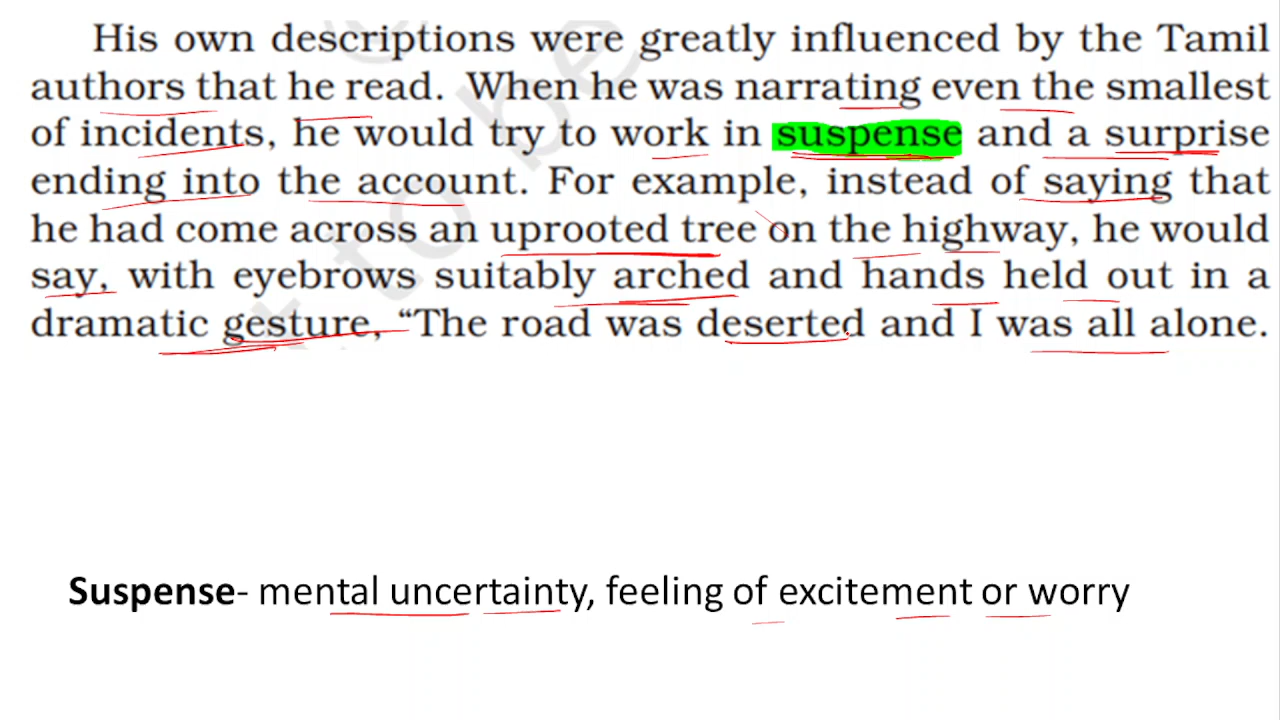 His own descriptions were greatly influenced by the Tamil
authors that he read. When he was narrating even the smallest
of incidents, he would try to work in suspense and a surprise
ending into the account. For example, instead of saying that
he had come across an uprooted tree on the highway, he would
say, with eyebrows suitably arched and hands held out in a
dramatic gesture, “The road was deserted and I was all alone.
Suspense- mental uncertainty, feeling of excitement or worry